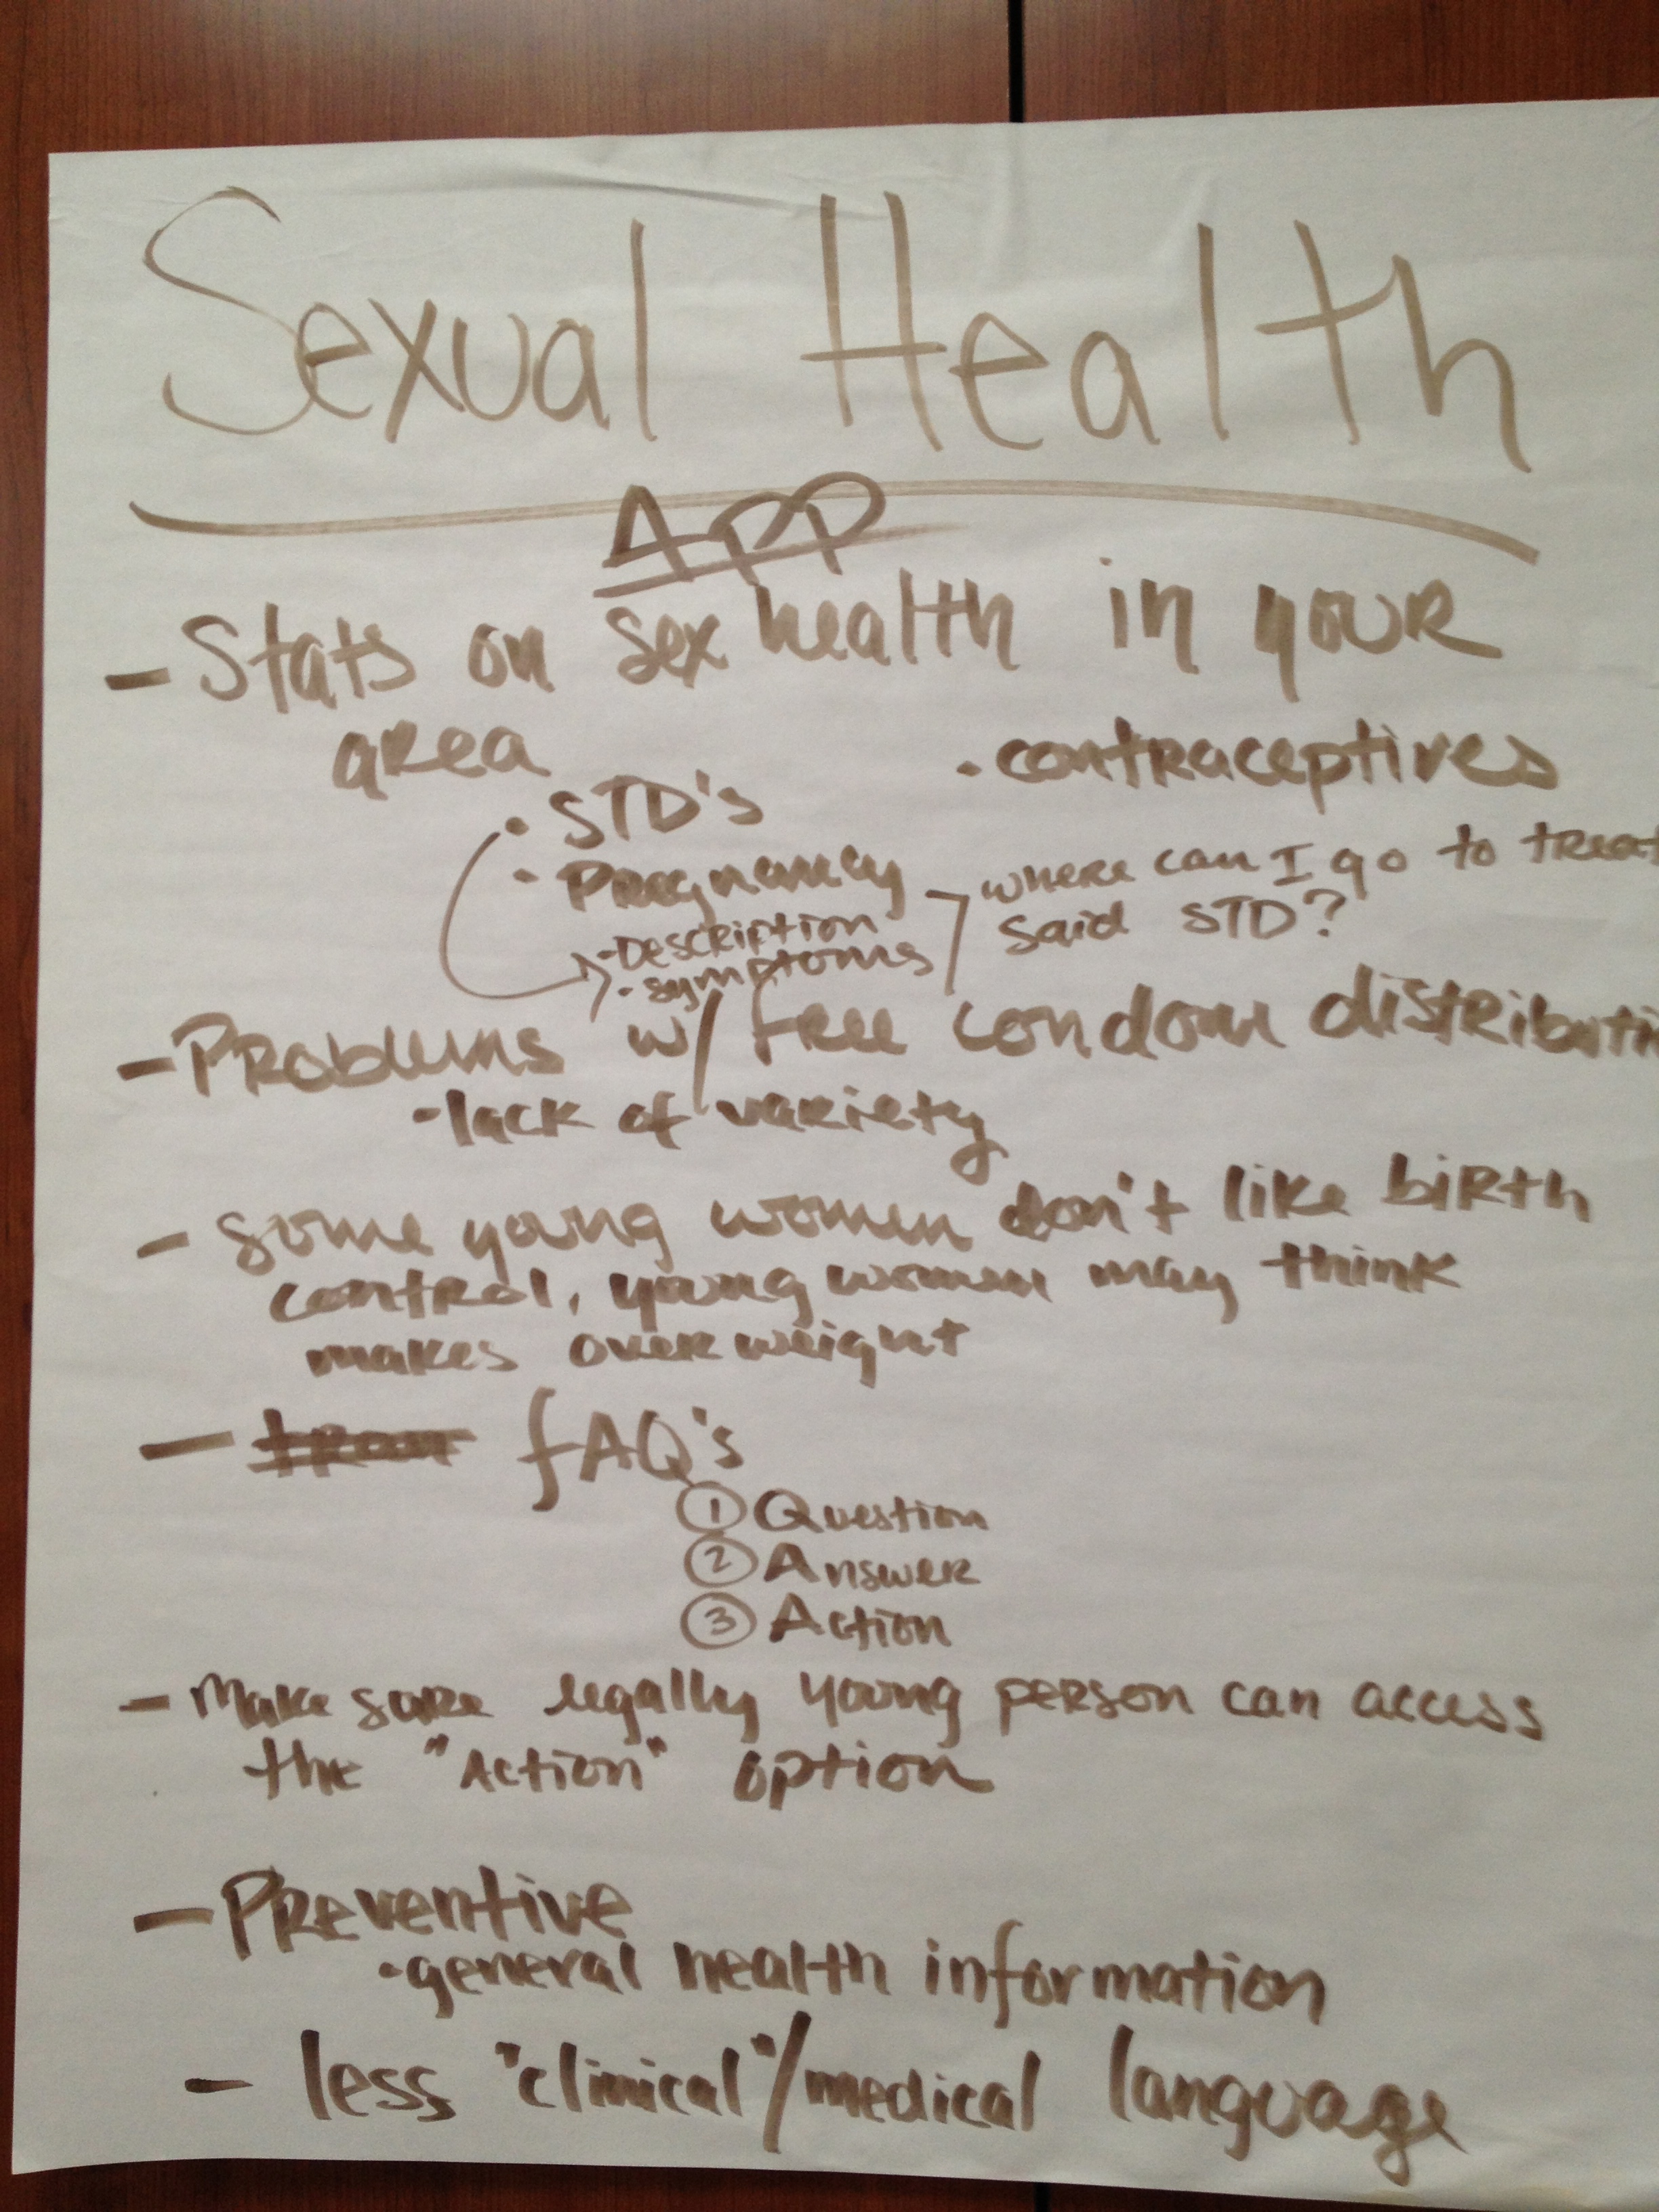 Sexual Health
APP
- Stats on sex health in your
area
• contraceptives
• STD's
• Pregnancy
where can I go to treat
said STD?
• Description
• symptoms
- Problems w/ free condom distributi
• lack of variety
- some young women don't like birth
control, young women may think
makes overweight
- fAQ's
① Question
② Answer
③ Action
- Make sure legally young person can access
the "Action" option
- Preventive
• general health information
- less "clinical"/medical language